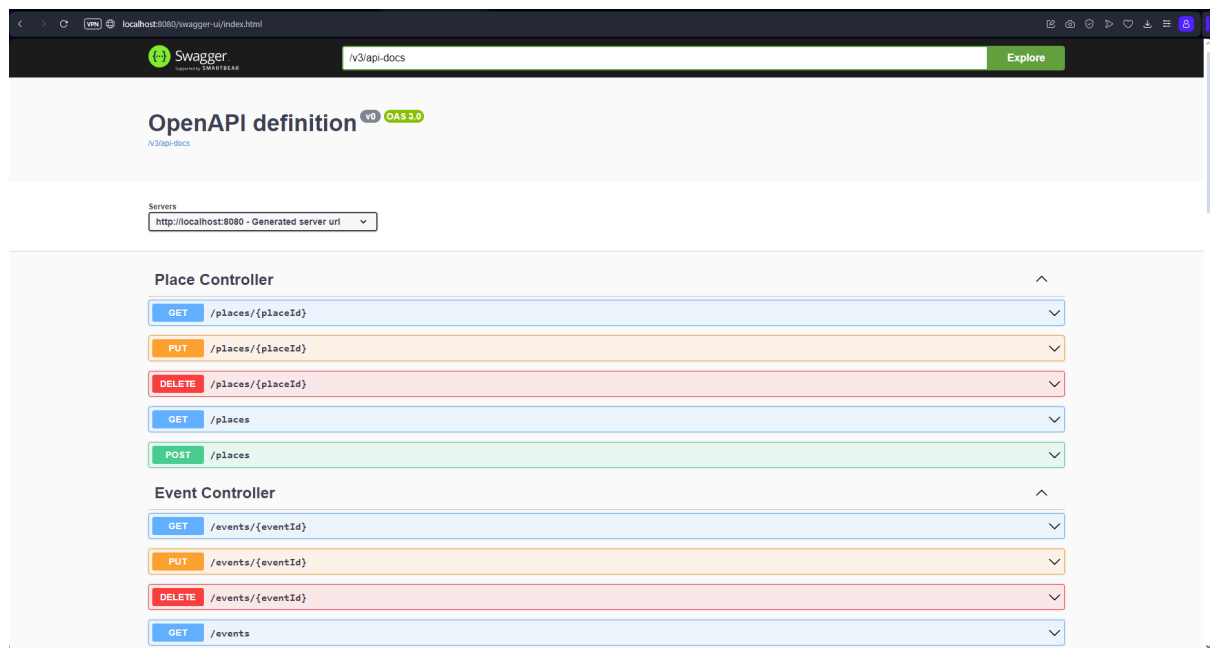 VPN localhost:8080/swagger-ui/index.html
Swagger
Supported by SMARTBEAR
/v3/api-docs
Explore
OpenAPI definition v0 OAS 3.0
/v3/api-docs
Servers
http://localhost:8080 - Generated server url
Place Controller
GET /places/{placeId}
PUT /places/{placeId}
DELETE /places/{placeId}
GET /places
POST /places
Event Controller
GET /events/{eventId}
PUT /events/{eventId}
DELETE /events/{eventId}
GET /events